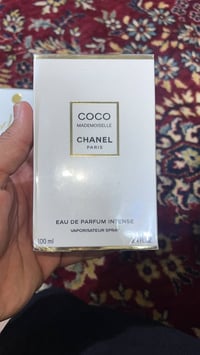 COCO
MADEMOISELLE
CHANEL
PARIS
EAU DE PARFUM INTENSE
VAPORISATEUR SPRAY
100 ml